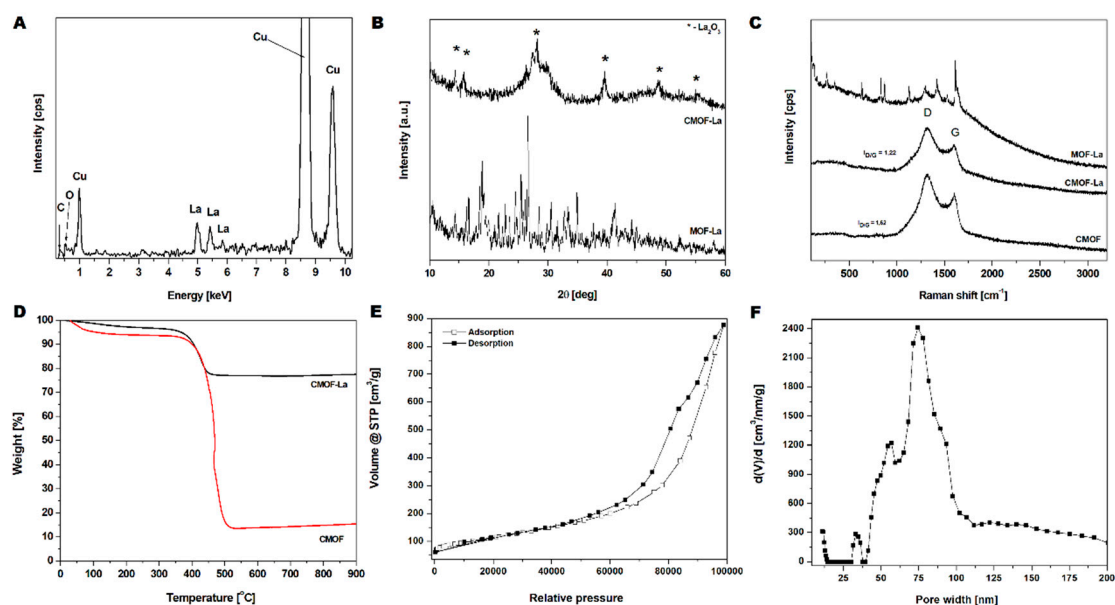 A
Cu
Cu
Cu
C
O
La
La
La
Intensity [cps]
1 2 3 4 5 6 7 8 9 10
Energy [keV]
B
* - La2O3
* * * * * *
CMOF-La
MOF-La
Intensity [a.u.]
10 20 30 40 50 60
2θ [deg]
C
D
G
ID/G = 1.22
ID/G = 1.52
MOF-La
CMOF-La
CMOF
Intensity [cps]
500 1000 1500 2000 2500 3000
Raman shift [cm-1]
D
100
90
80
70
60
50
40
30
20
10
0
Weight [%]
CMOF-La
CMOF
0 100 200 300 400 500 600 700 800 900
Temperature [°C]
E
900
800
700
600
500
400
300
200
100
Volume @ STP [cm3/g]
Adsorption
Desorption
0 20000 40000 60000 80000 100000
Relative pressure
F
2400
2100
1800
1500
1200
900
600
300
0
d(V)/d [cm3/nm/g]
25 50 75 100 125 150 175 200
Pore width [nm]